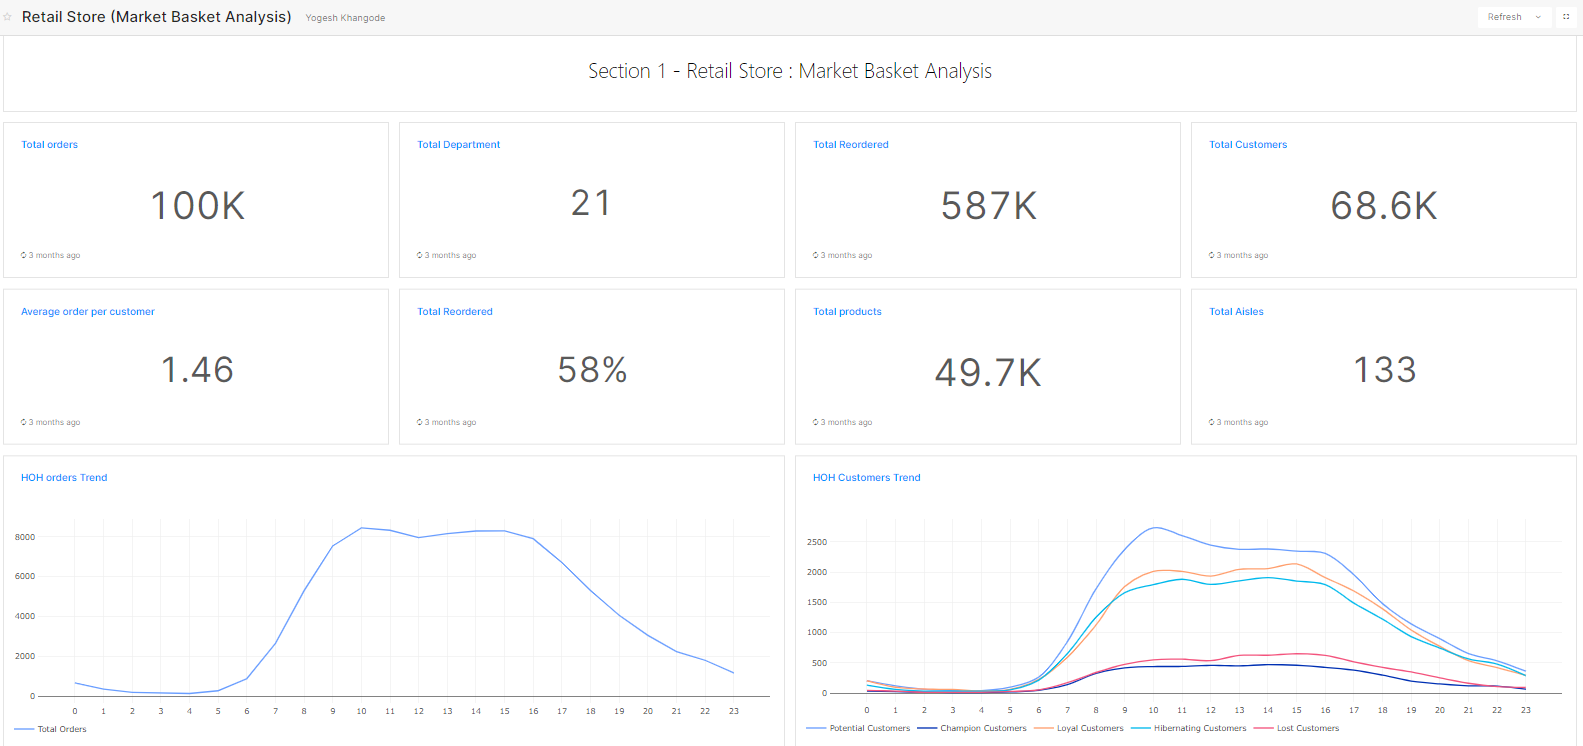 Retail Store (Market Basket Analysis) Yogesh Khangode Refresh
Section 1 - Retail Store : Market Basket Analysis
Total orders
100K
3 months ago
Total Department
21
3 months ago
Total Reordered
587K
3 months ago
Total Customers
68.6K
3 months ago
Average order per customer
1.46
3 months ago
Total Reordered
58%
3 months ago
Total products
49.7K
3 months ago
Total Aisles
133
3 months ago
HOH orders Trend
8000
6000
4000
2000
0
0 1 2 3 4 5 6 7 8 9 10 11 12 13 14 15 16 17 18 19 20 21 22 23
Total Orders
HOH Customers Trend
2500
2000
1500
1000
500
0
0 1 2 3 4 5 6 7 8 9 10 11 12 13 14 15 16 17 18 19 20 21 22 23
Potential Customers Champion Customers Loyal Customers Hibernating Customers Lost Customers